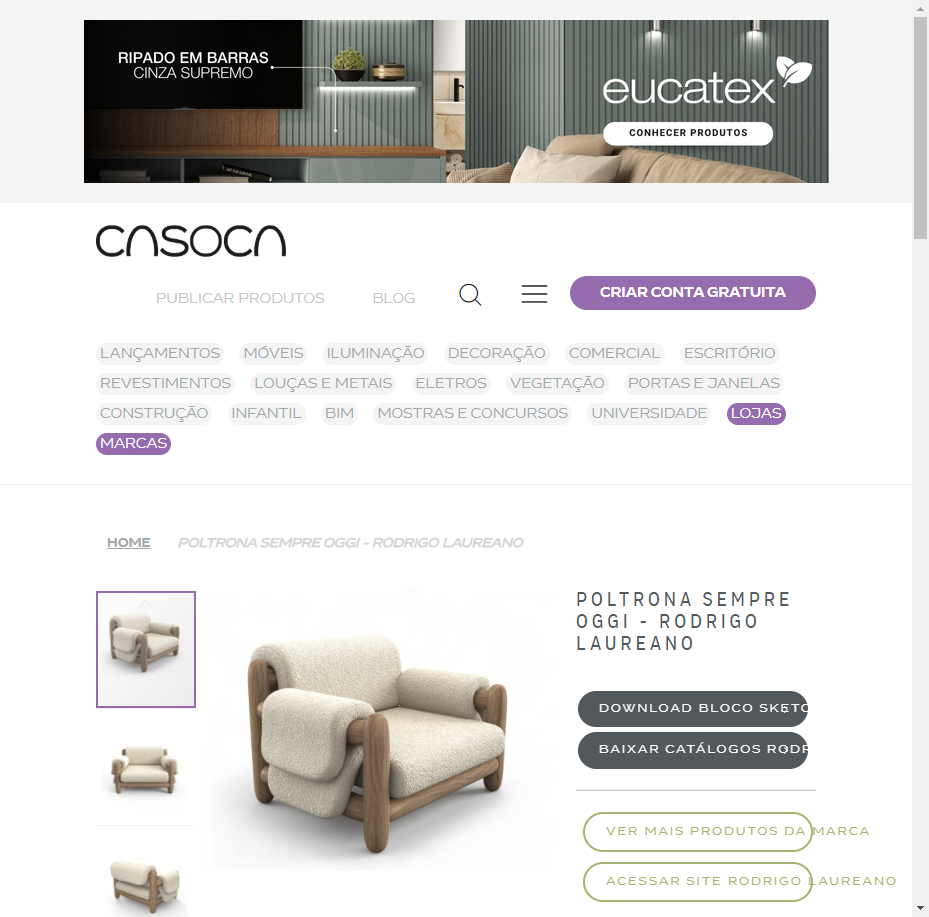 RIPADO EM BARRAS
CINZA SUPREMO
eucatex
CONHECER PRODUTOS
CASOCA
PUBLICAR PRODUTOS
BLOG
CRIAR CONTA GRATUITA
LANÇAMENTOS MÓVEIS ILUMINAÇÃO DECORAÇÃO COMERCIAL ESCRITÓRIO
REVESTIMENTOS LOUÇAS E METAIS ELETROS VEGETAÇÃO PORTAS E JANELAS
CONSTRUÇÃO INFANTIL BIM MOSTRAS E CONCURSOS UNIVERSIDADE LOJAS
MARCAS
HOME POLTRONA SEMPRE OGGI - RODRIGO LAUREANO
POLTRONA SEMPRE
OGGI - RODRIGO
LAUREANO
DOWNLOAD BLOCO SKETC
BAIXAR CATÁLOGOS RODR
VER MAIS PRODUTOS DA MARCA
ACESSAR SITE RODRIGO LAUREANO